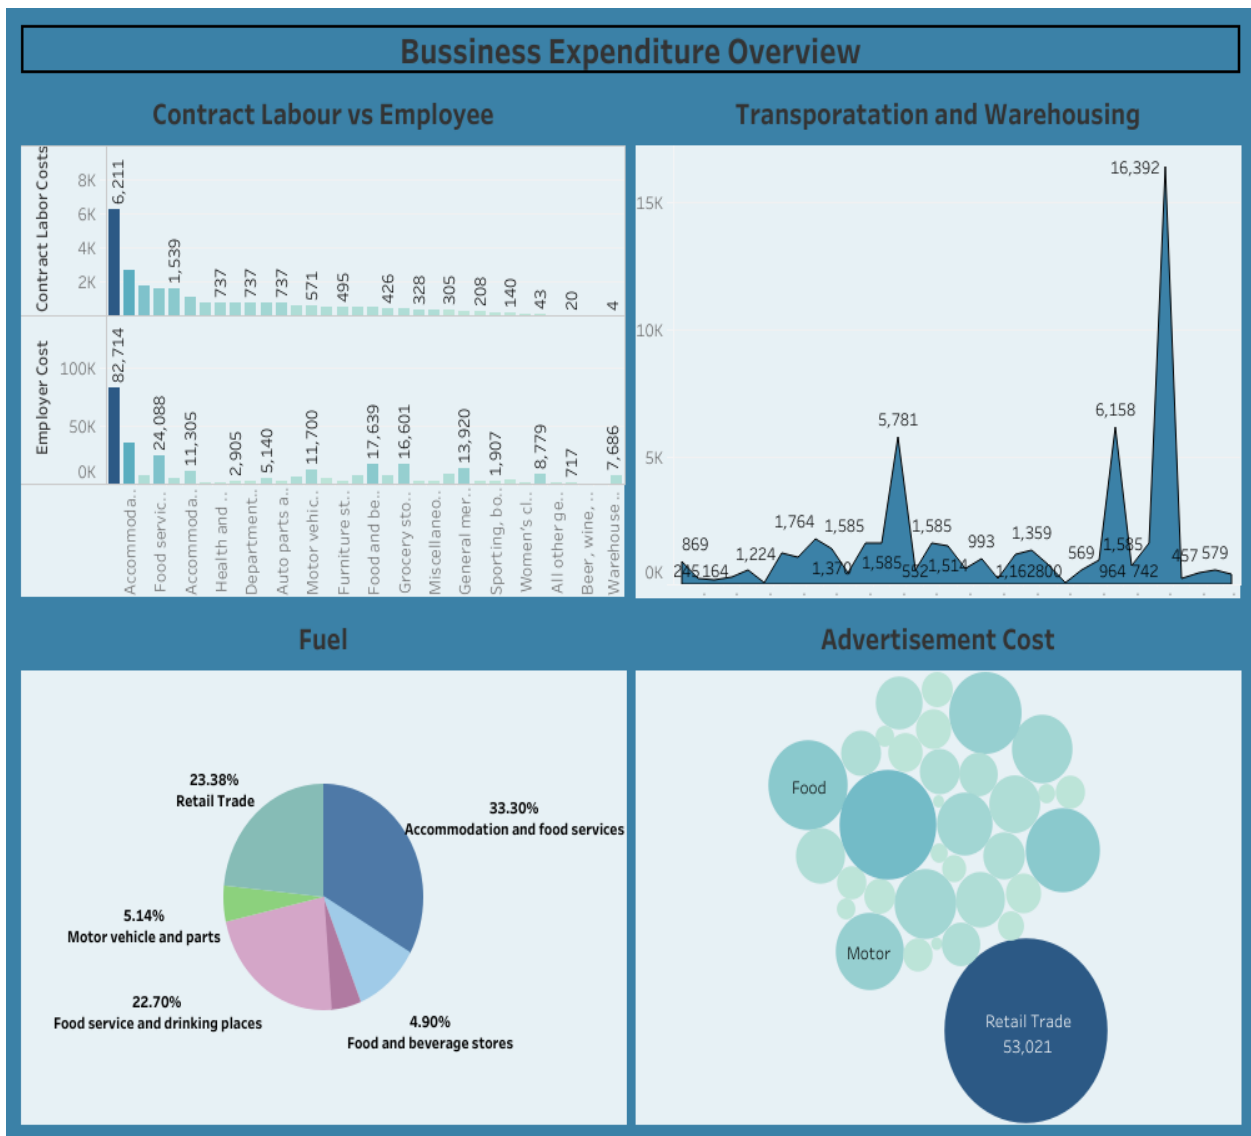 Bussiness Expenditure Overview
Contract Labour vs Employee
Contract Labor Costs
8K
6K
4K
2K
6,211
1,539
737
737
737
571
495
426
328
305
208
140
43
20
4
Employer Cost
100K
50K
0K
82,714
24,088
11,305
2,905
5,140
11,700
17,639
16,601
13,920
1,907
8,779
717
7,686
Accommoda..
Food servic..
Accommoda..
Health and ..
Department..
Auto parts a..
Motor vehic..
Furniture st..
Food and be..
Grocery sto..
Miscellaneo..
General mer..
Sporting, bo..
Women's cl..
All other ge..
Beer, wine, ..
Warehouse ..
Transporatation and Warehousing
15K
10K
5K
0K
869
245
164
1,224
1,764
1,370
1,585
1,585
5,781
552
1,585
1,514
993
1,162
1,359
800
569
964
6,158
1,585
742
16,392
457
579
Fuel
23.38%
Retail Trade
33.30%
Accommodation and food services
5.14%
Motor vehicle and parts
22.70%
Food service and drinking places
4.90%
Food and beverage stores
Advertisement Cost
Food
Motor
Retail Trade
53,021